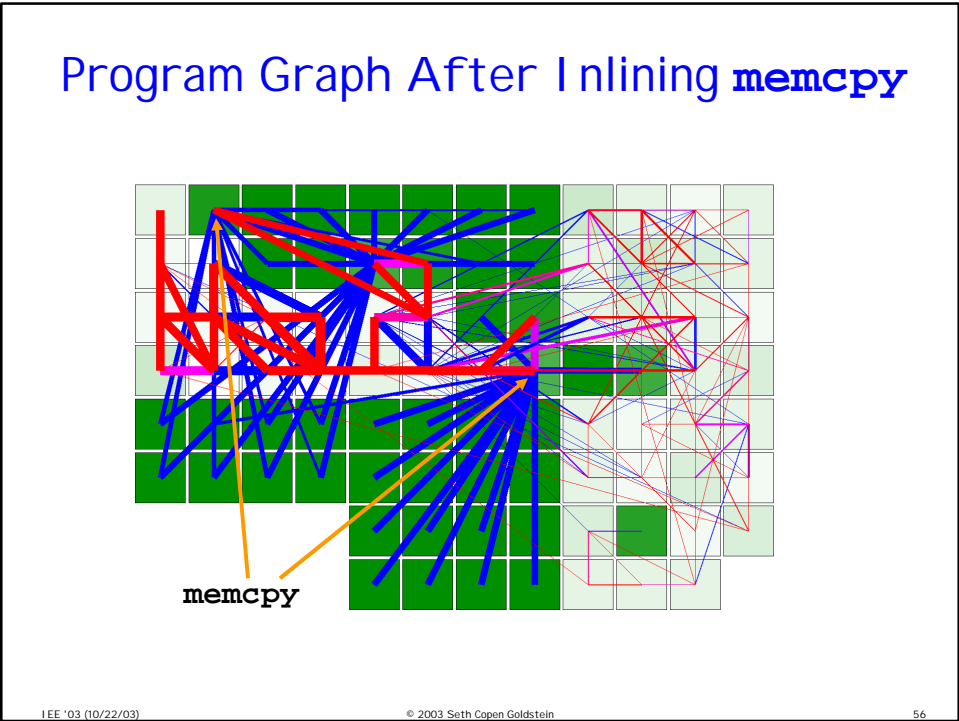 Program Graph After Inlining memcpy
memcpy
IEE '03 (10/22/03)
© 2003 Seth Copen Goldstein
56